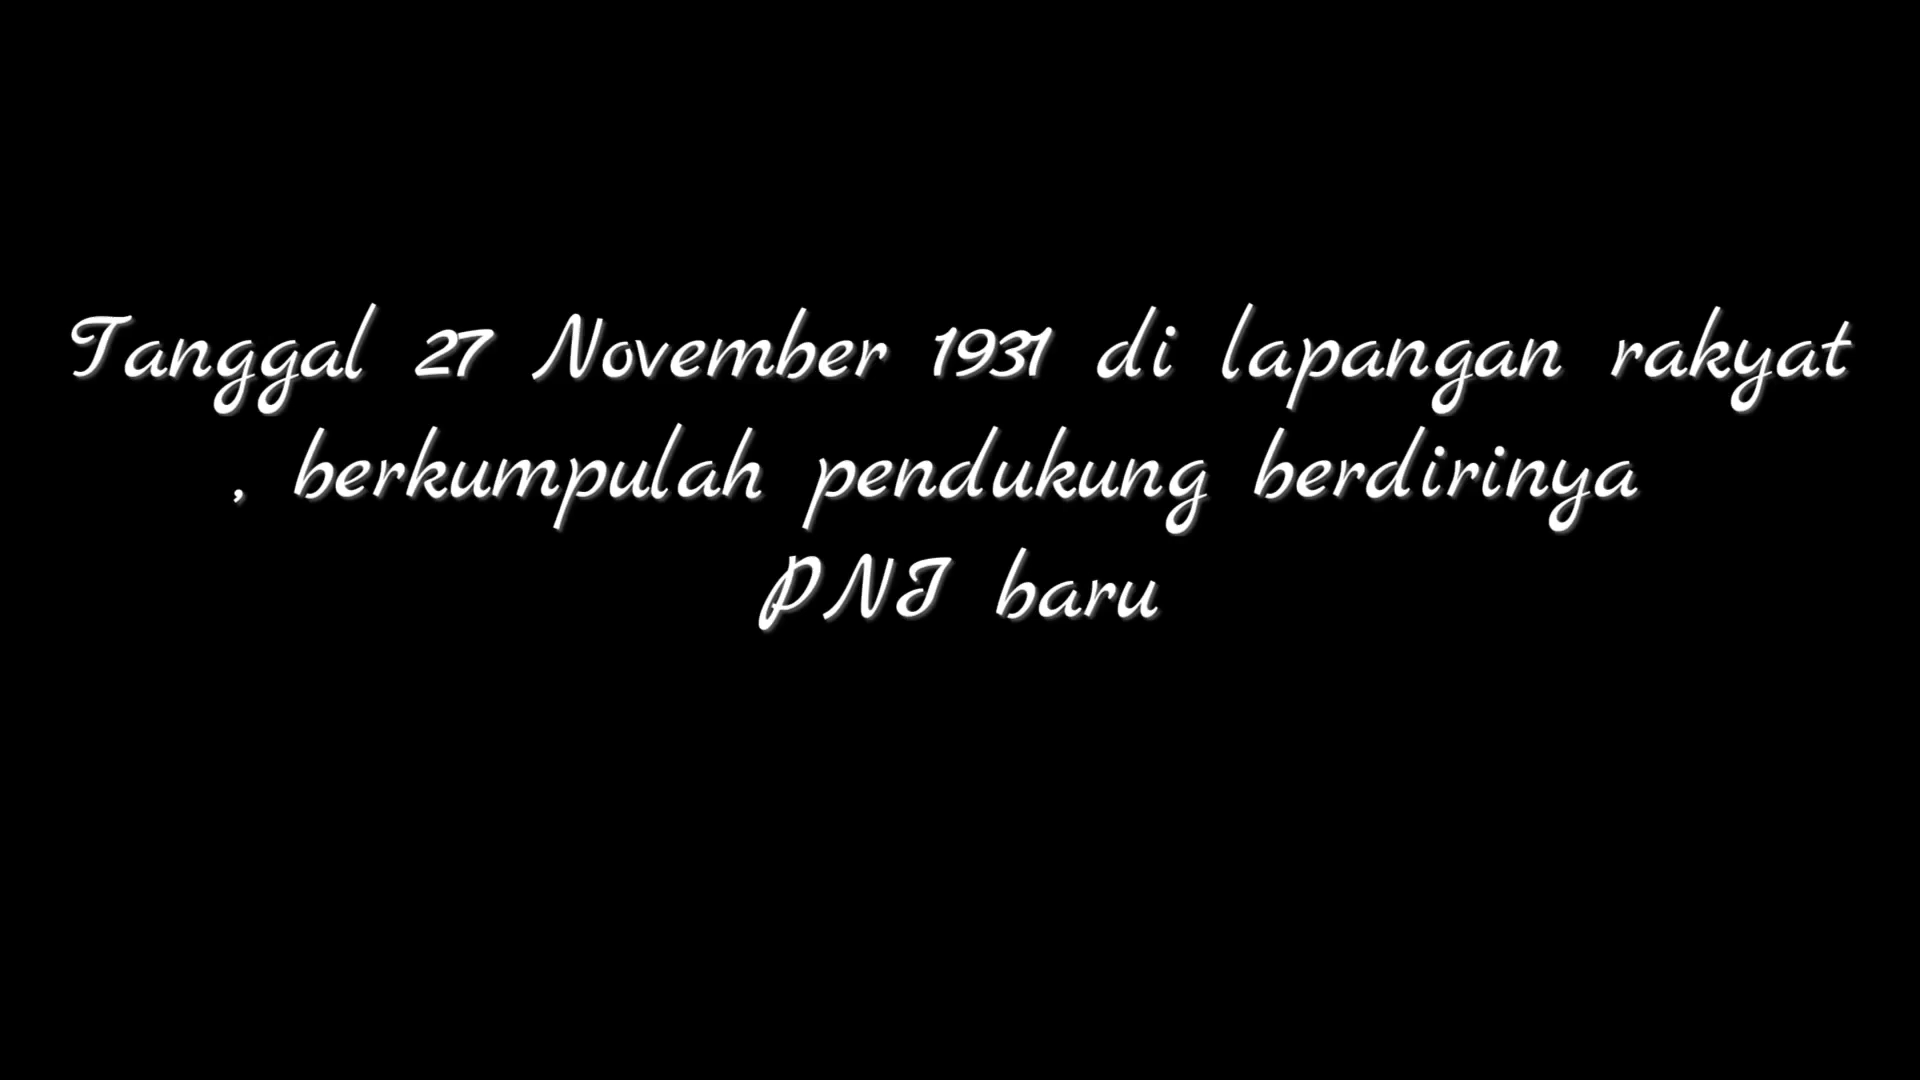 Tanggal 27 November 1931 di lapangan rakyat
, berkumpulah pendukung berdirinya
PNI baru